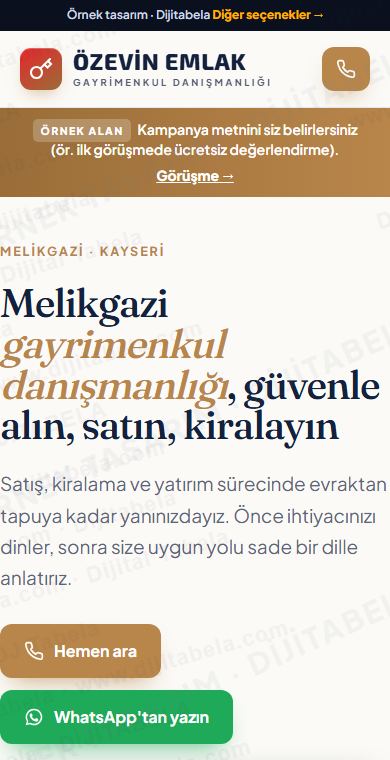 Örnek tasarım · Dijitabela Diğer seçenekler →
ÖZEVİN EMLAK
GAYRİMENKUL DANIŞMANLIĞI
ÖRNEK ALAN Kampanya metnini siz belirlersiniz
(ör. ilk görüşmede ücretsiz değerlendirme).
Görüşme →
MELİKGAZİ · KAYSERİ
Melikgazi
gayrimenkul
danışmanlığı, güvenle
alın, satın, kiralayın
Satış, kiralama ve yatırım sürecinde evraktan
tapuya kadar yanınızdayız. Önce ihtiyacınızı
dinler, sonra size uygun yolu sade bir dille
anlatırız.
Hemen ara
WhatsApp'tan yazın